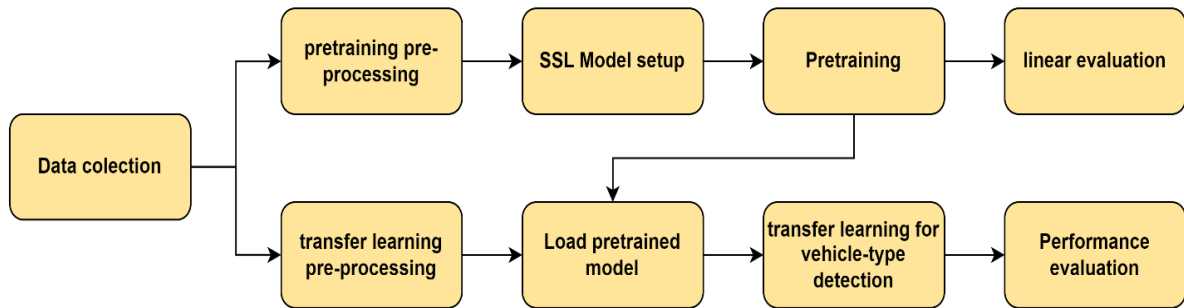 pretraining pre-
processing
SSL Model setup
Pretraining
linear evaluation
Data colection
transfer learning
pre-processing
Load pretrained
model
transfer learning for
vehicle-type
detection
Performance
evaluation